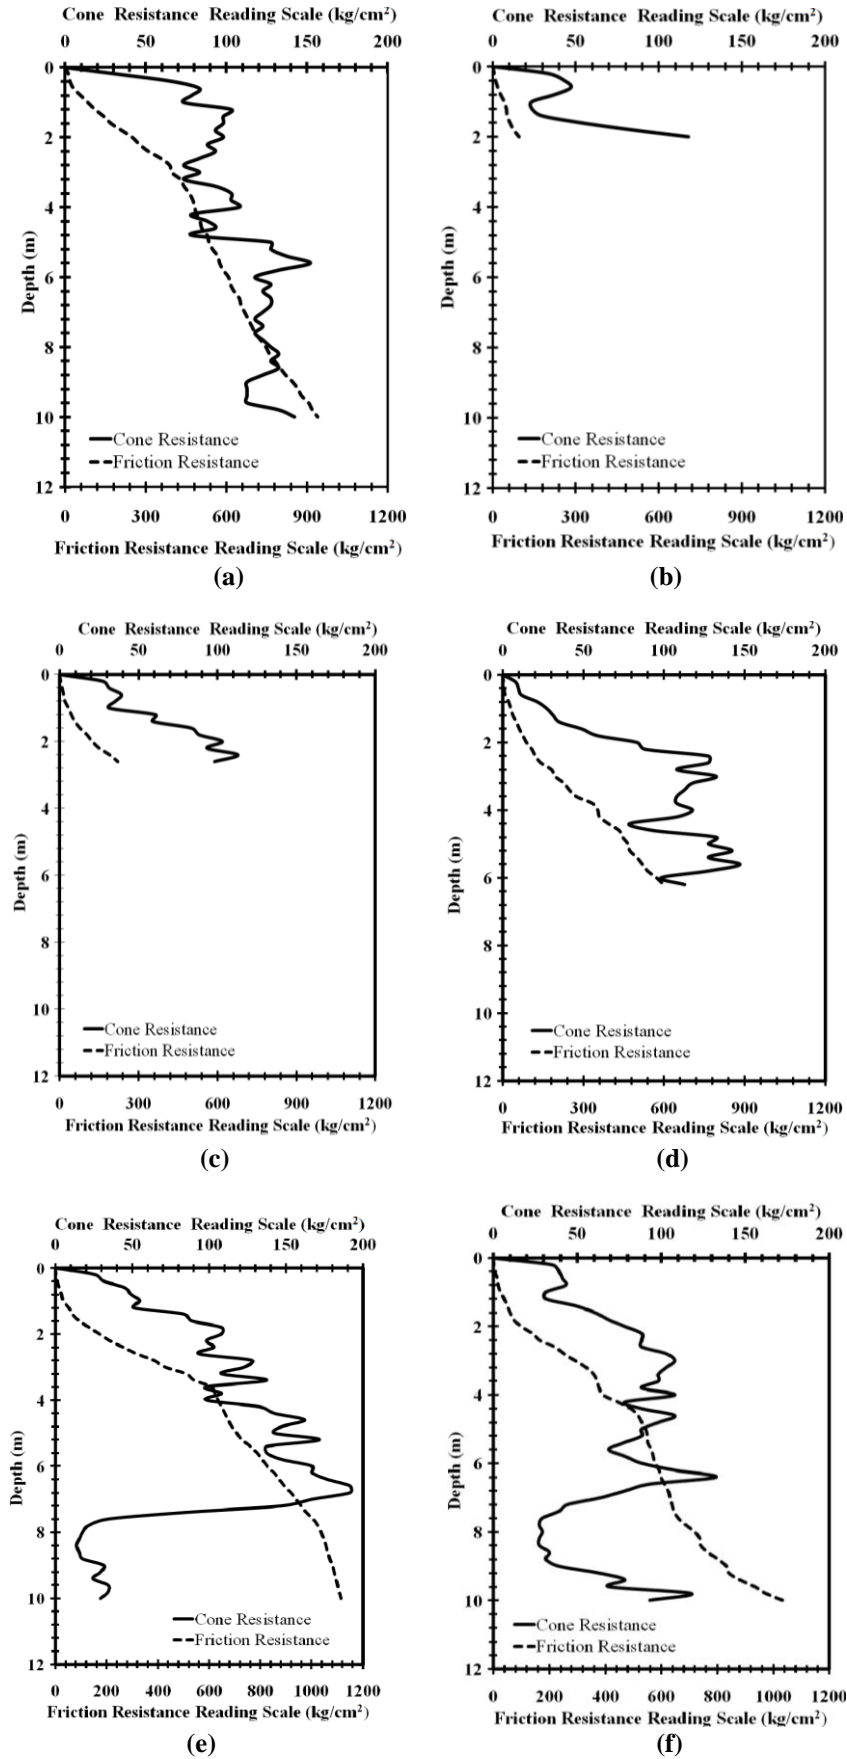 Cone Resistance Reading Scale (kg/cm²)
0 50 100 150 200
0
2
4
6
8
10
12
Depth (m)
Cone Resistance
Friction Resistance
0 300 600 900 1200
Friction Resistance Reading Scale (kg/cm²)
(a)
Cone Resistance Reading Scale (kg/cm²)
0 50 100 150 200
0
2
4
6
8
10
12
Depth (m)
Cone Resistance
Friction Resistance
0 300 600 900 1200
Friction Resistance Reading Scale (kg/cm²)
(b)
Cone Resistance Reading Scale (kg/cm²)
0 50 100 150 200
0
2
4
6
8
10
12
Depth (m)
Cone Resistance
Friction Resistance
0 300 600 900 1200
Friction Resistance Reading Scale (kg/cm²)
(c)
Cone Resistance Reading Scale (kg/cm²)
0 50 100 150 200
0
2
4
6
8
10
12
Depth (m)
Cone Resistance
Friction Resistance
0 300 600 900 1200
Friction Resistance Reading Scale (kg/cm²)
(d)
Cone Resistance Reading Scale (kg/cm²)
0 50 100 150 200
0
2
4
6
8
10
12
Depth (m)
Cone Resistance
Friction Resistance
0 200 400 600 800 1000 1200
Friction Resistance Reading Scale (kg/cm²)
(e)
Cone Resistance Reading Scale (kg/cm²)
0 50 100 150 200
0
2
4
6
8
10
12
Depth (m)
Cone Resistance
Friction Resistance
0 200 400 600 800 1000 1200
Friction Resistance Reading Scale (kg/cm²)
(f)